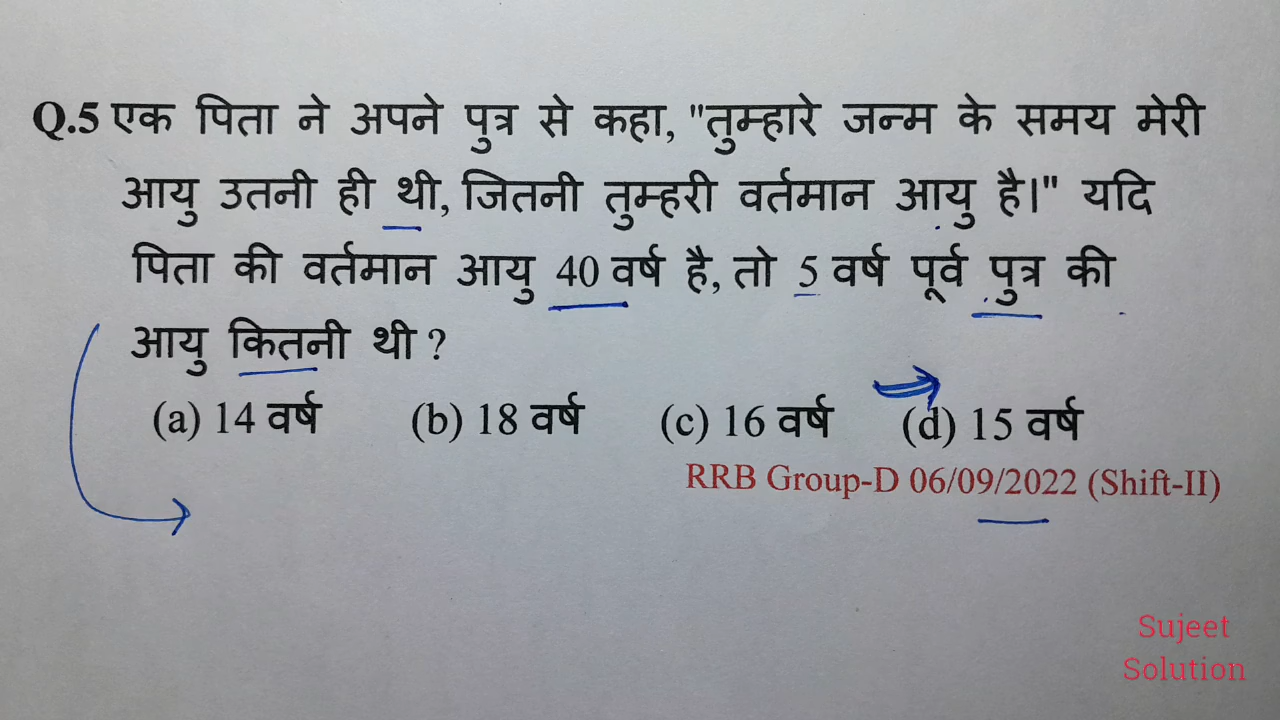 Q.5 एक पिता ने अपने पुत्र से कहा, "तुम्हारे जन्म के समय मेरी
आयु उतनी ही थी, जितनी तुम्हरी वर्तमान आयु है।" यदि
पिता की वर्तमान आयु 40 वर्ष है, तो 5 वर्ष पूर्व पुत्र की
आयु कितनी थी ?
(a) 14 वर्ष (b) 18 वर्ष (c) 16 वर्ष (d) 15 वर्ष
RRB Group-D 06/09/2022 (Shift-II)
Sujeet
Solution